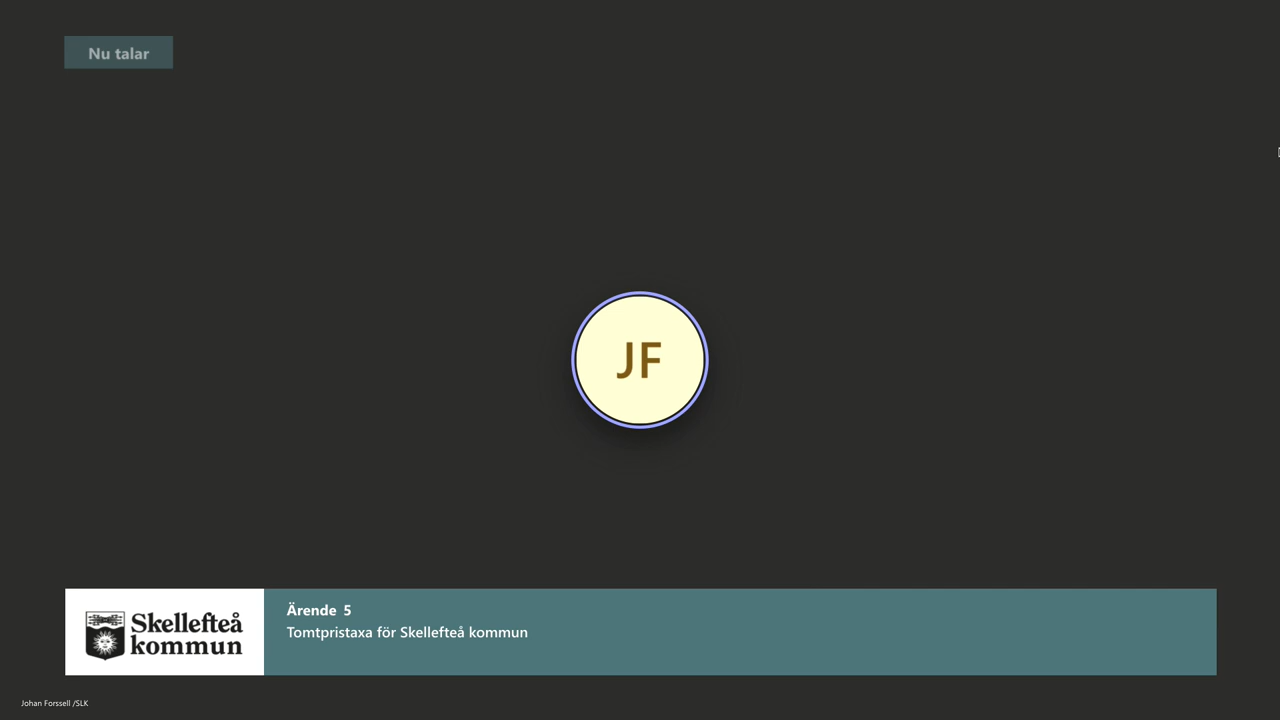 Nu talar
JF
Skellefteå
kommun
Ärende 5
Tomtpristaxa för Skellefteå kommun
Johan Forssell /SLK